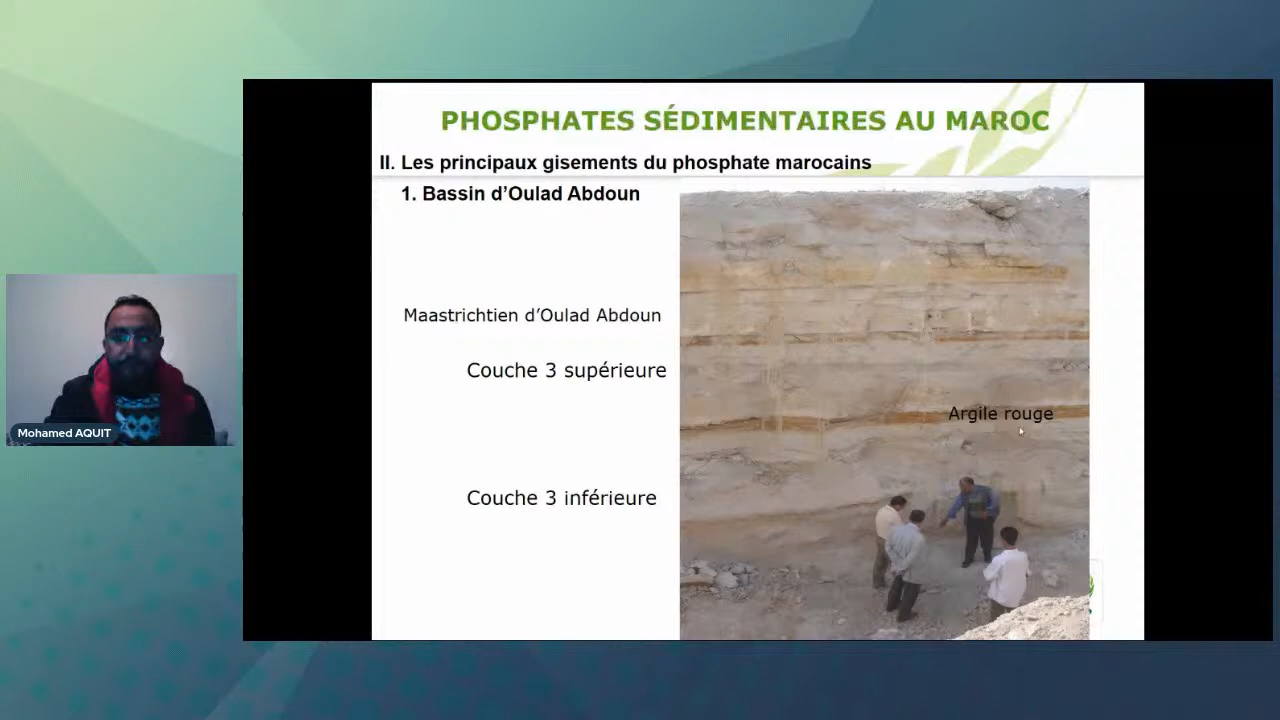 PHOSPHATES SÉDIMENTAIRES AU MAROC
II. Les principaux gisements du phosphate marocains
1. Bassin d’Oulad Abdoun
Maastrichtien d’Oulad Abdoun
Couche 3 supérieure
Argile rouge
Couche 3 inférieure
Mohamed AQUIT